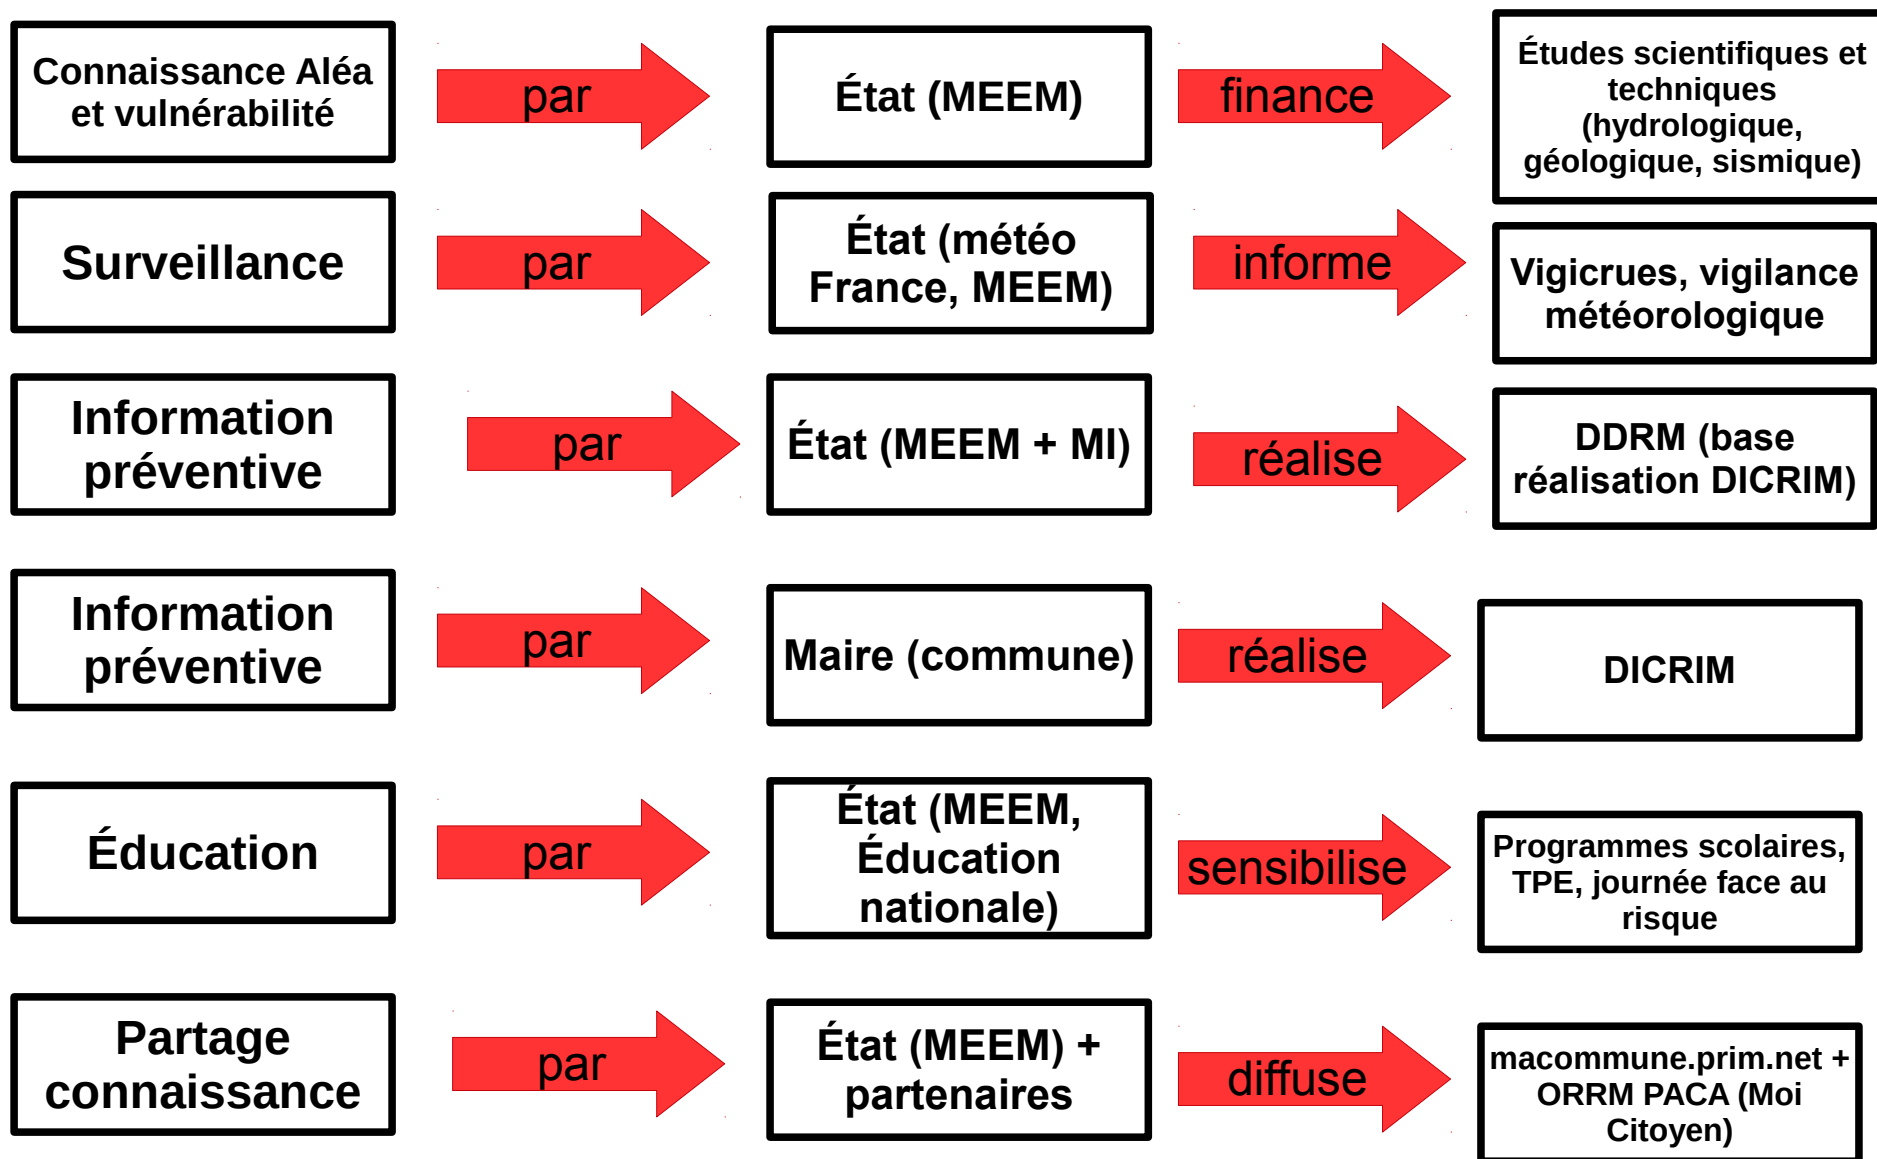 Connaissance Aléa
et vulnérabilité
par
État (MEEM)
finance
Études scientifiques et
techniques
(hydrologique,
géologique, sismique)
Surveillance
par
État (météo
France, MEEM)
informe
Vigicrues, vigilance
météorologique
Information
préventive
par
État (MEEM + MI)
réalise
DDRM (base
réalisation DICRIM)
Information
préventive
par
Maire (commune)
réalise
DICRIM
Éducation
par
État (MEEM,
Éducation
nationale)
sensibilise
Programmes scolaires,
TPE, journée face au
risque
Partage
connaissance
par
État (MEEM) +
partenaires
diffuse
macommune.prim.net +
ORRM PACA (Moi
Citoyen)